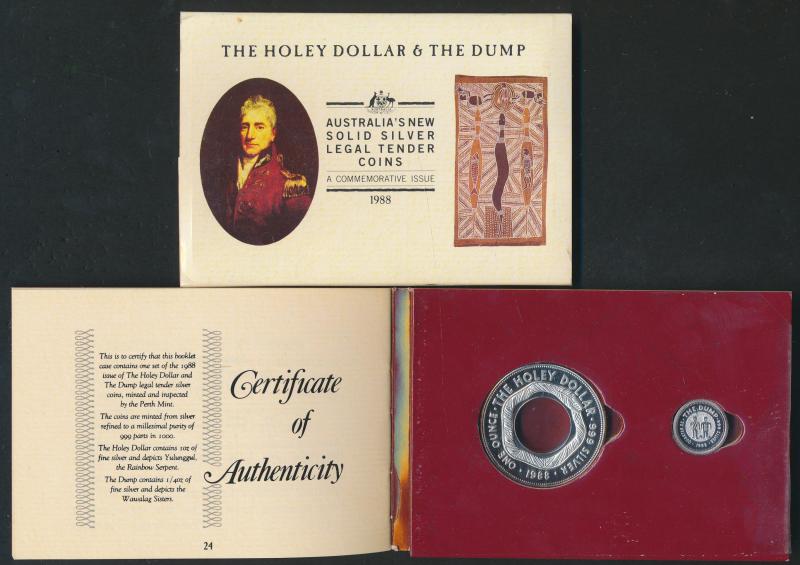 THE HOLEY DOLLAR & THE DUMP
AUSTRALIA'S NEW
SOLID SILVER
LEGAL TENDER
COINS
A COMMEMORATIVE ISSUE
1988
This is to certify that this booklet
case contains one set of the 1988
issue of The Holey Dollar and
The Dump legal tender silver
coins, minted and inspected
by the Perth Mint.
The coins are minted from silver
refined to a millesimal purity of
999 parts in 1000.
The Holey Dollar contains 1oz of
fine silver and depicts Yulunggul,
the Rainbow Serpent.
The Dump contains 1/4oz of
fine silver and depicts the
Wawalag Sisters.
24
Certificate
of
Authenticity
THE HOLEY DOLLAR · 999 SILVER · 1988 · ONE OUNCE ·
THE DUMP
1988